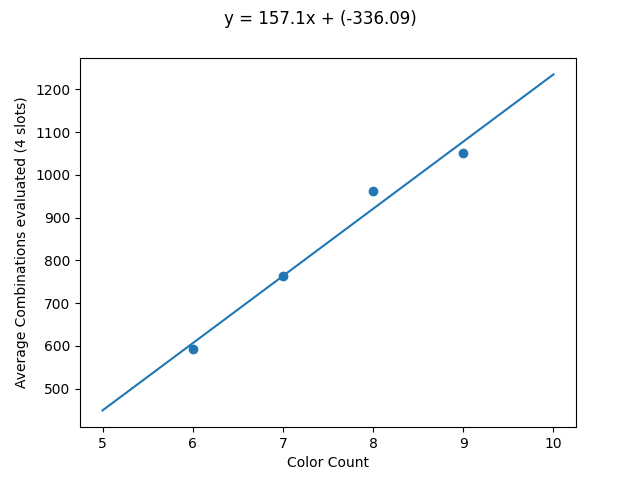 y = 157.1x + (-336.09)
Average Combinations evaluated (4 slots)
1200
1100
1000
900
800
700
600
500
5 6 7 8 9 10
Color Count